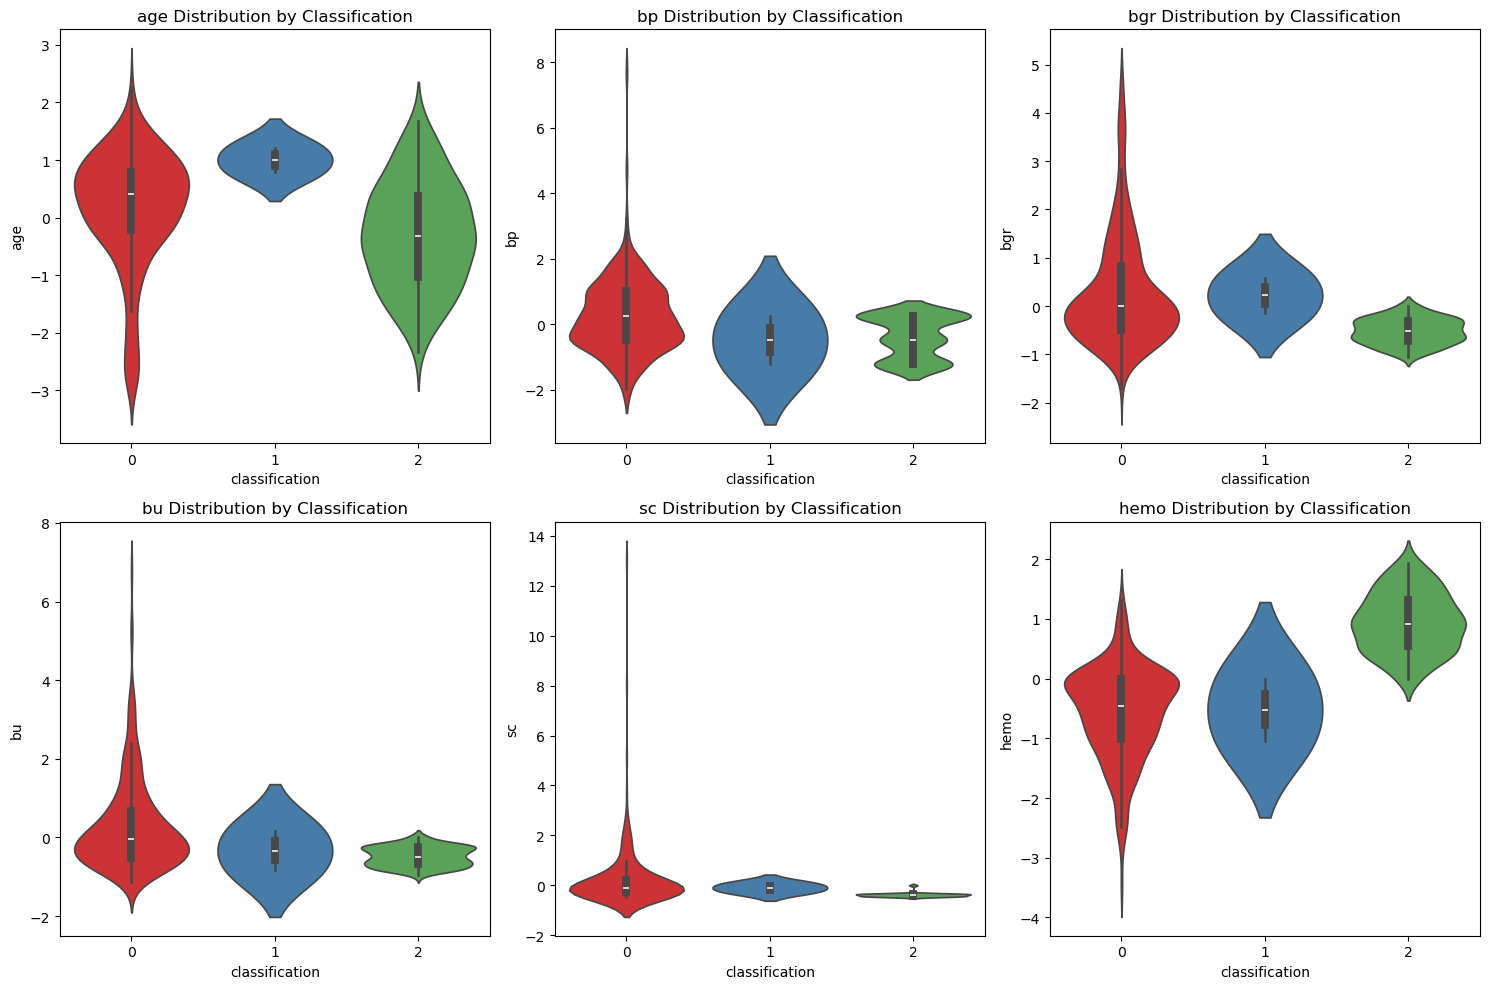 age Distribution by Classification
3
2
1
0
−1
−2
−3
age
0 1 2
classification
bp Distribution by Classification
8
6
4
2
0
−2
bp
0 1 2
classification
bgr Distribution by Classification
5
4
3
2
1
0
−1
−2
bgr
0 1 2
classification
bu Distribution by Classification
8
6
4
2
0
−2
bu
0 1 2
classification
sc Distribution by Classification
14
12
10
8
6
4
2
0
−2
sc
0 1 2
classification
hemo Distribution by Classification
2
1
0
−1
−2
−3
−4
hemo
0 1 2
classification